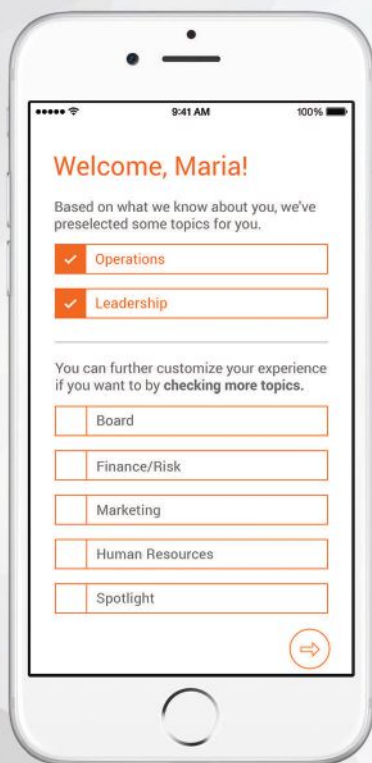 9:41 AM 100%
Welcome, Maria!
Based on what we know about you, we've
preselected some topics for you.
Operations
Leadership
You can further customize your experience
if you want to by checking more topics.
Board
Finance/Risk
Marketing
Human Resources
Spotlight